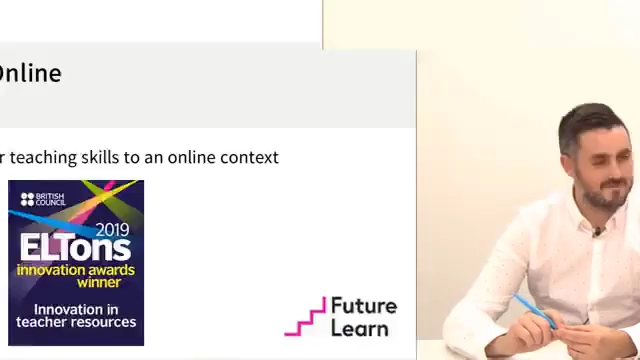 Online
r teaching skills to an online context
BRITISH
COUNCIL
2019
ELTons
innovation awards
winner
Innovation in
teacher resources
Future
Learn